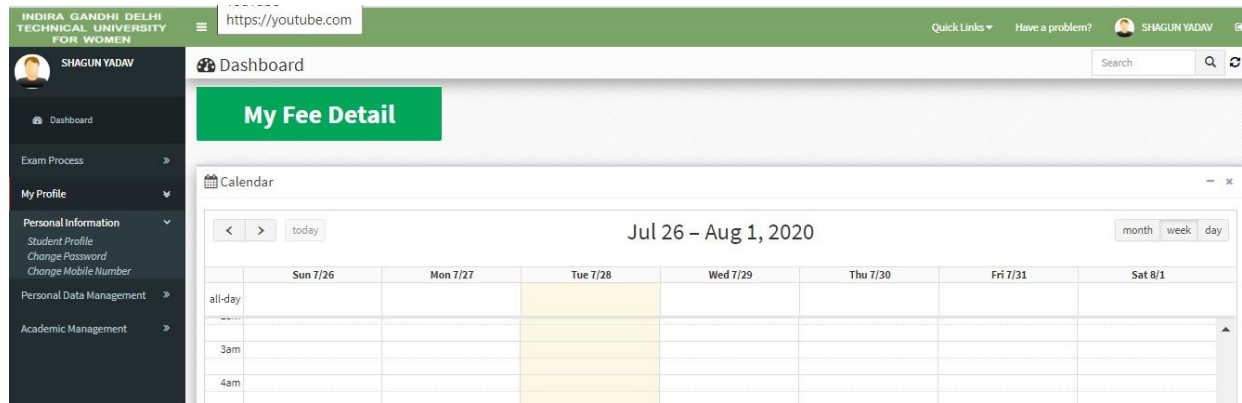 INDIRA GANDHI DELHI
TECHNICAL UNIVERSITY
FOR WOMEN
https://youtube.com
Quick Links
Have a problem?
SHAGUN YADAV
SHAGUN YADAV
Dashboard
Search
Dashboard
My Fee Detail
Exam Process
My Profile
Personal Information
Student Profile
Change Password
Change Mobile Number
Personal Data Management
Academic Management
Calendar
today
Jul 26 – Aug 1, 2020
month week day
Sun 7/26 Mon 7/27 Tue 7/28 Wed 7/29 Thu 7/30 Fri 7/31 Sat 8/1
all-day
3am
4am